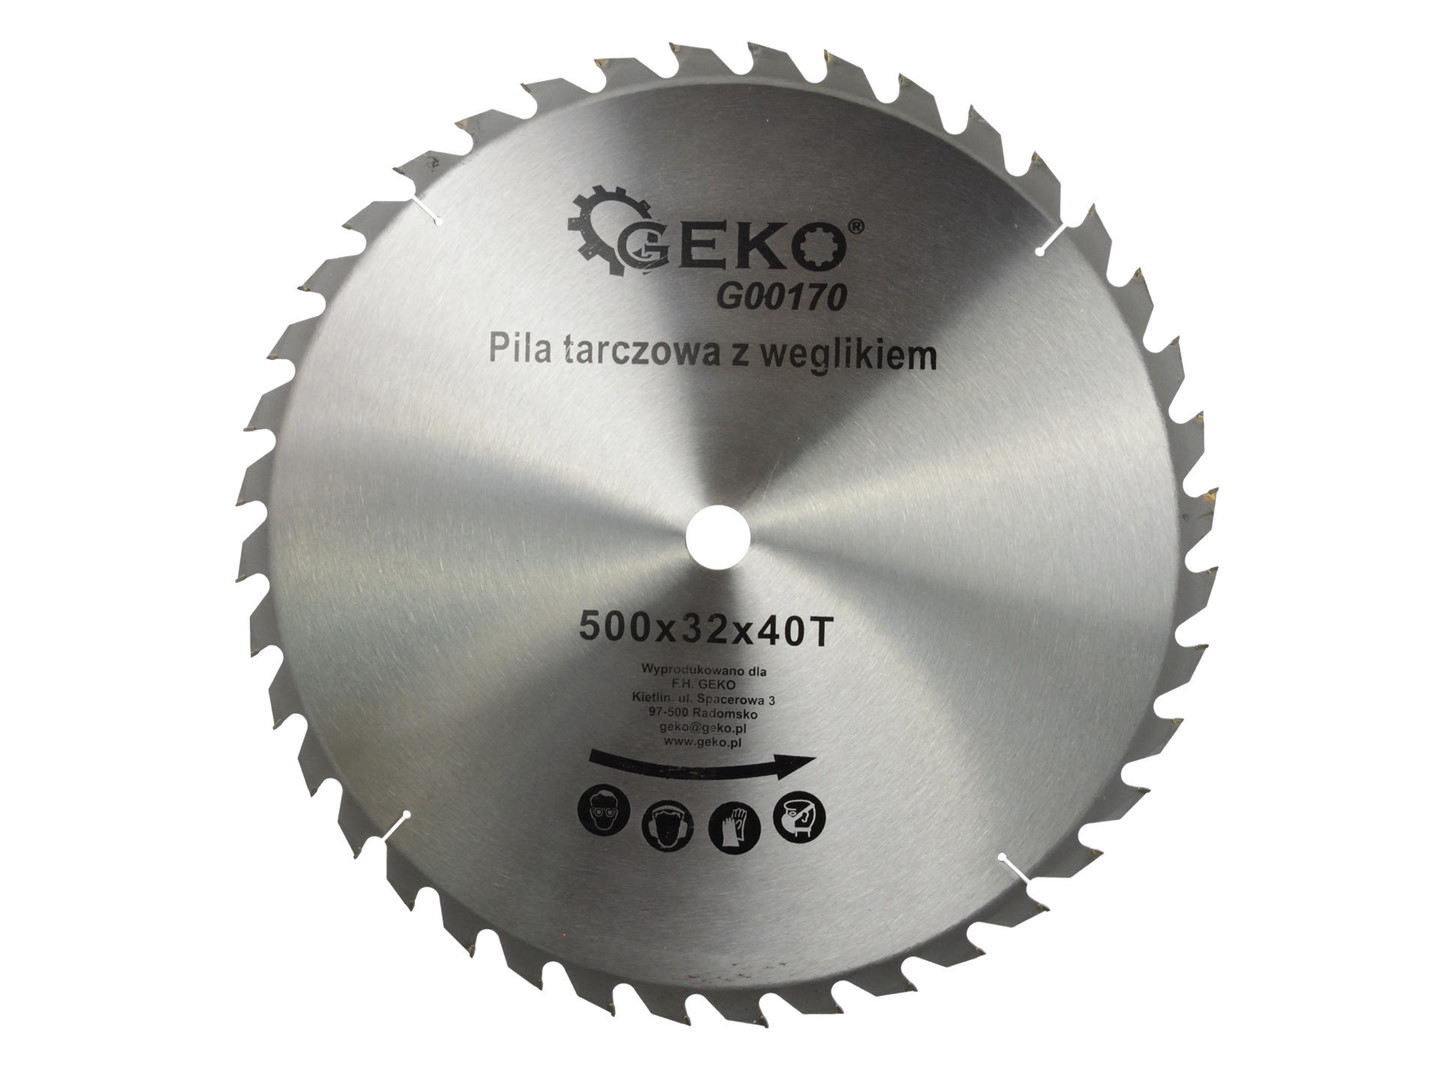 GEKO®
G00170
Pila tarczowa z weglikiem
500x32x40T
Wyprodukowano dla
F.H. GEKO
Kietlin, ul. Spacerowa 3
97-500 Radomsko
geko@geko.pl
www.geko.pl